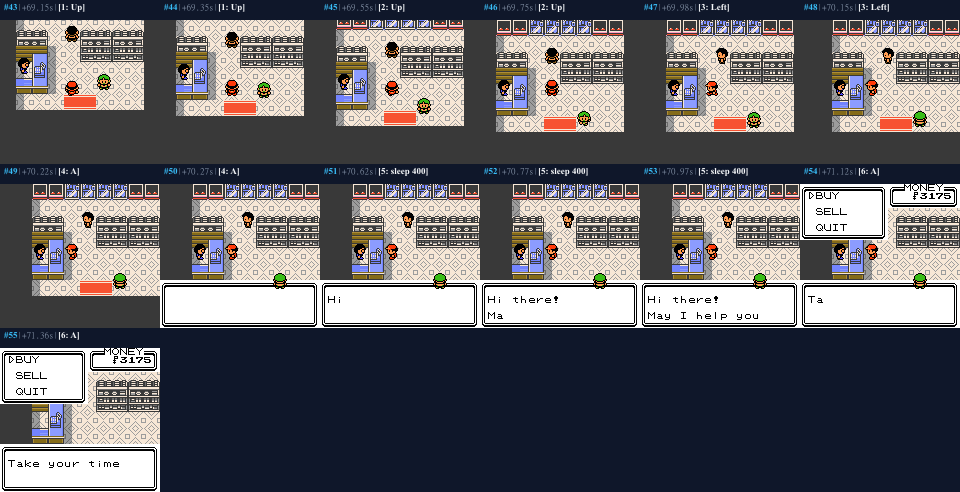 #43|+69.15s|[1: Up]
#44|+69.35s|[1: Up]
#45|+69.55s|[2: Up]
#46|+69.75s|[2: Up]
#47|+69.98s|[3: Left]
#48|+70.15s|[3: Left]
#49|+70.22s|[4: A]
#50|+70.27s|[4: A]
#51|+70.62s|[5: sleep 400]
#52|+70.77s|[5: sleep 400]
#53|+70.97s|[5: sleep 400]
#54|+71.12s|[6: A]
Hi
Hi there!
Ma
Hi there!
May I help you
▷BUY
SELL
QUIT
MONEY
₽3175
Ta
#55|+71.36s|[6: A]
▷BUY
SELL
QUIT
MONEY
₽3175
Take your time